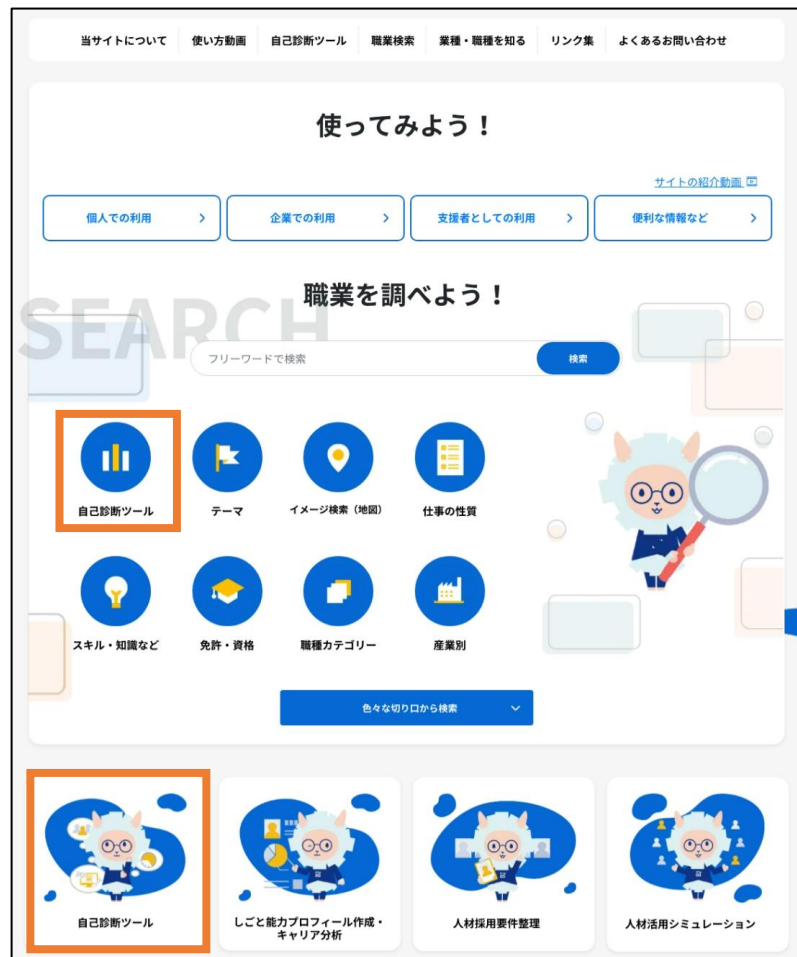 当サイトについて 使い方動画 自己診断ツール 職業検索 業種・職種を知る リンク集 よくあるお問い合わせ
使ってみよう！
サイトの紹介動画
個人での利用 企業での利用 支援者としての利用 便利な情報など
職業を調べよう！
SEARCH
フリーワードで検索 検索
自己診断ツール テーマ イメージ検索（地図） 仕事の性質
スキル・知識など 免許・資格 職種カテゴリー 産業別
色々な切り口から検索
自己診断ツール しごと能力プロフィール作成・ 人材採用要件整理 人材活用シミュレーション
キャリア分析